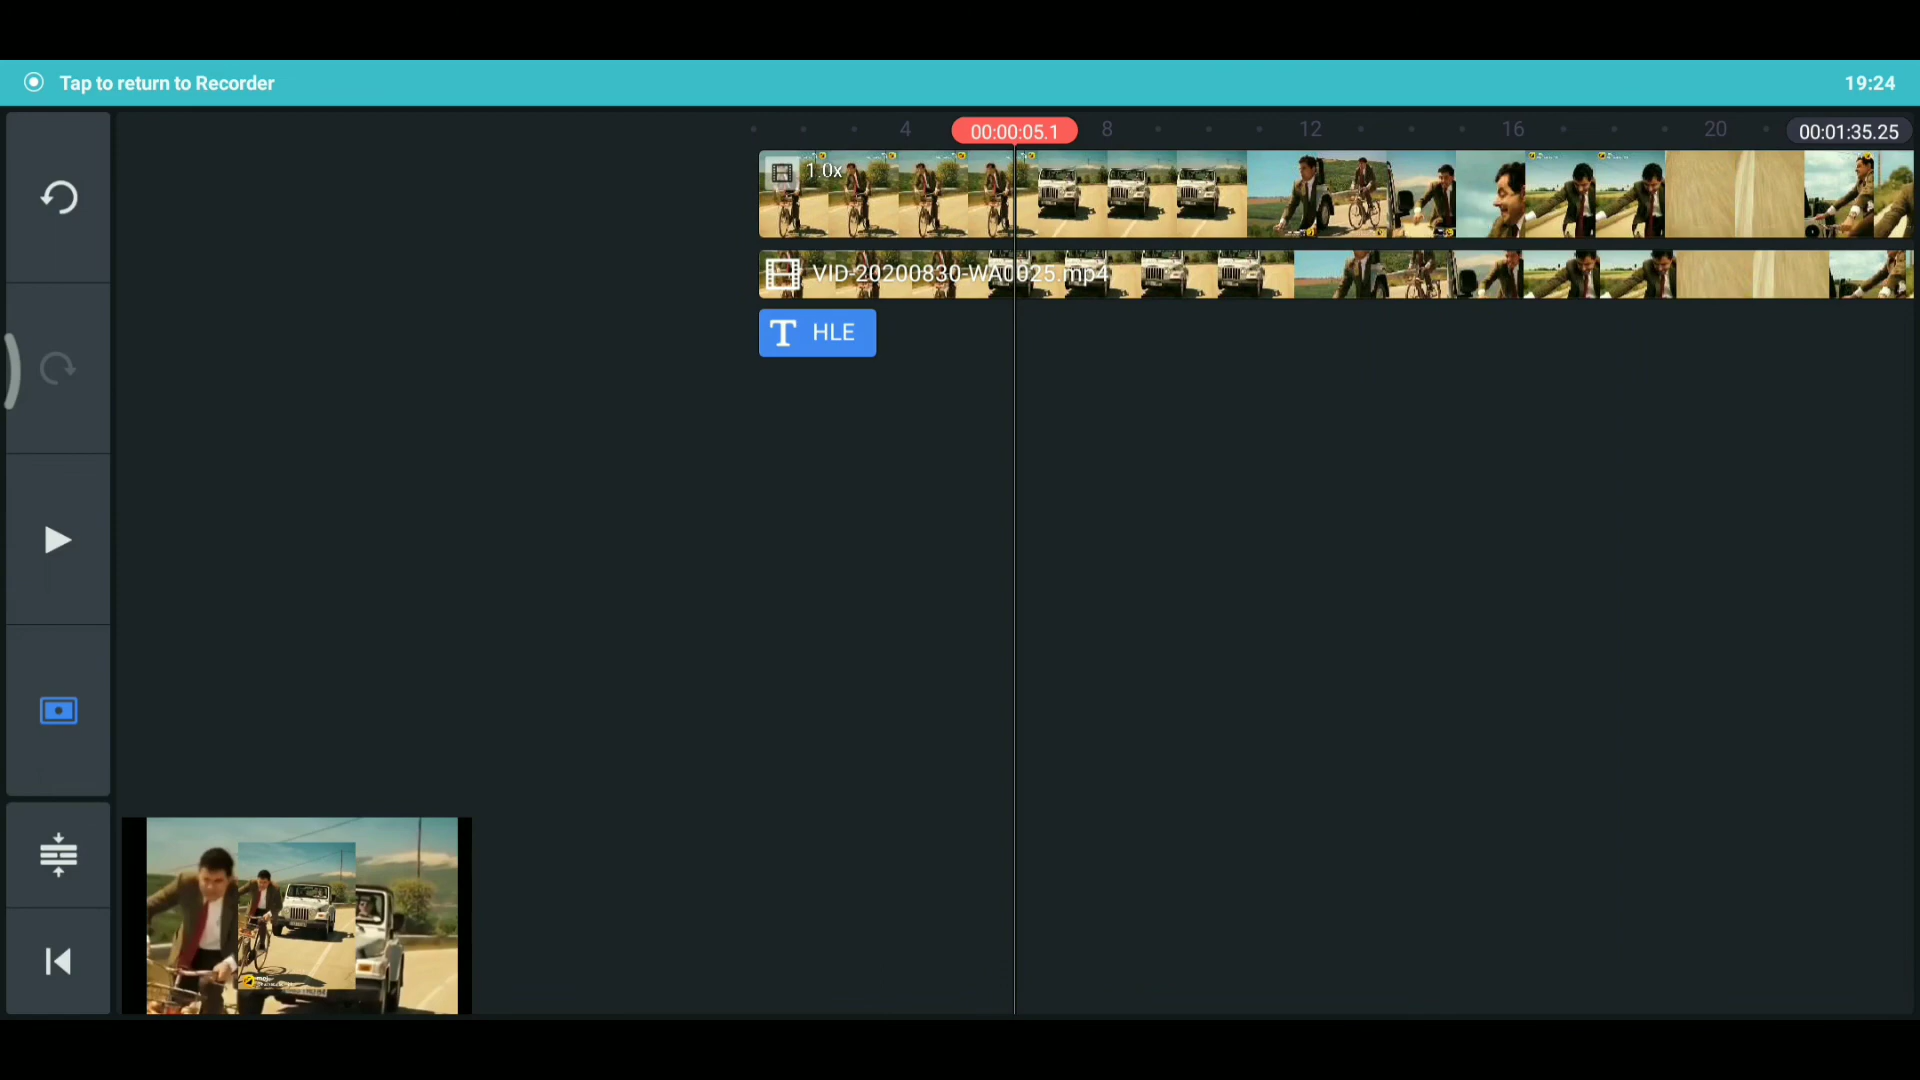 Tap to return to Recorder 19:24
4 00:00:05.1 8 12 16 20 00:01:35.25
1.0x
VID-20200830-WA0025.mp4
T HLE